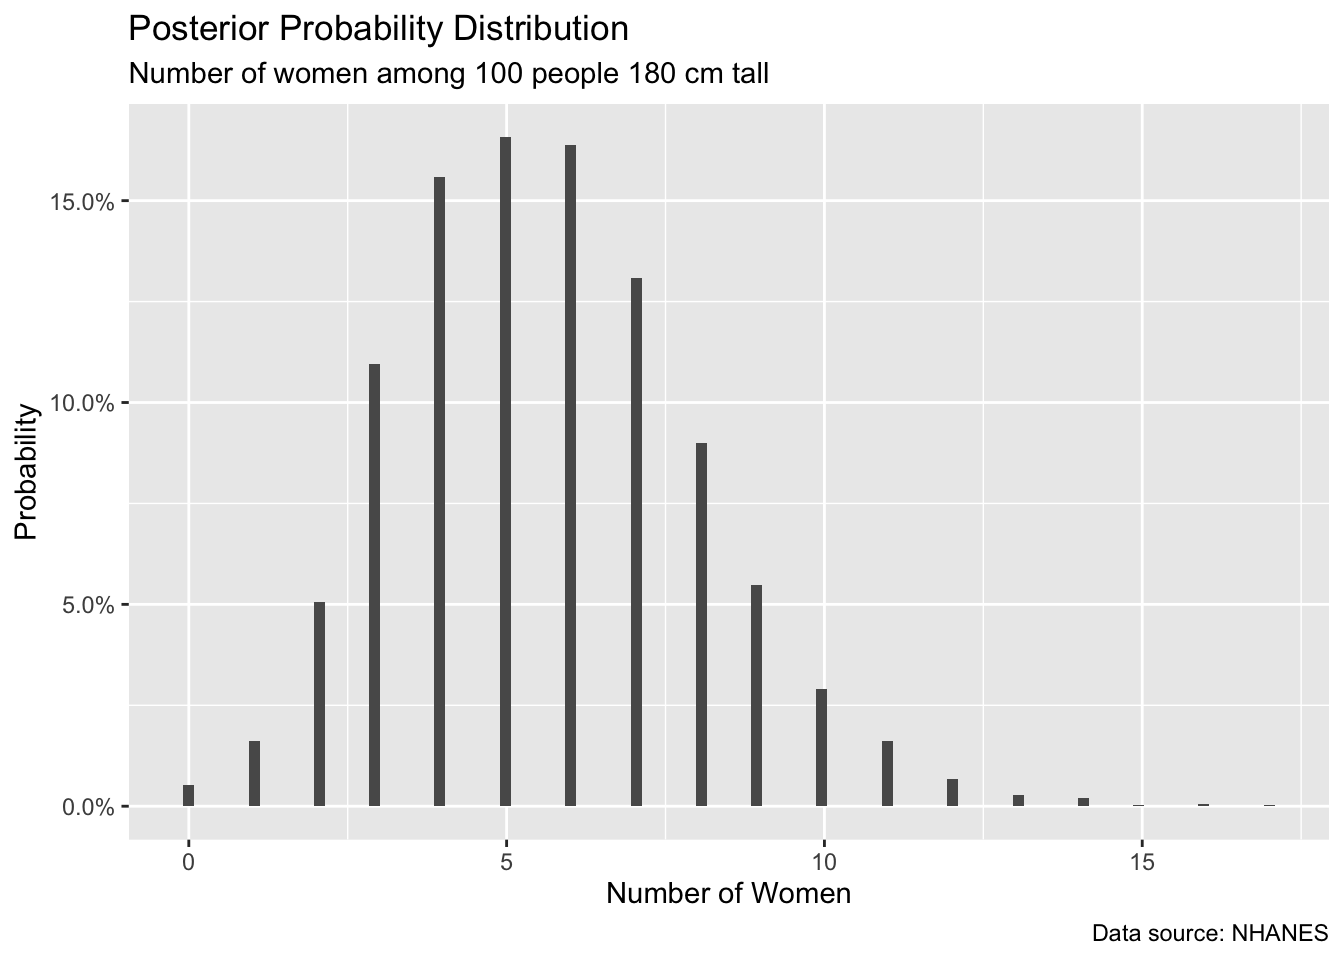 Posterior Probability Distribution
Number of women among 100 people 180 cm tall
Probability
15.0%
10.0%
5.0%
0.0%
0 5 10 15
Number of Women
Data source: NHANES